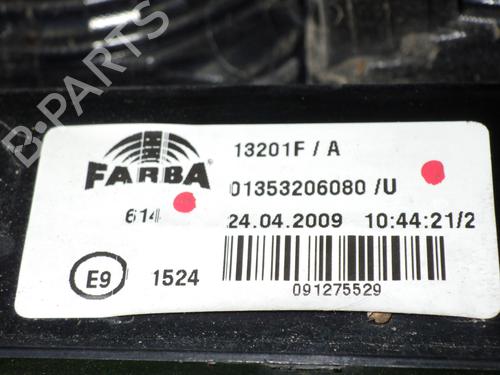 B-PARTS
FARBA
13201F / A
01353206080 /U
614
24.04.2009 10:44:21/2
E9
1524
091275529